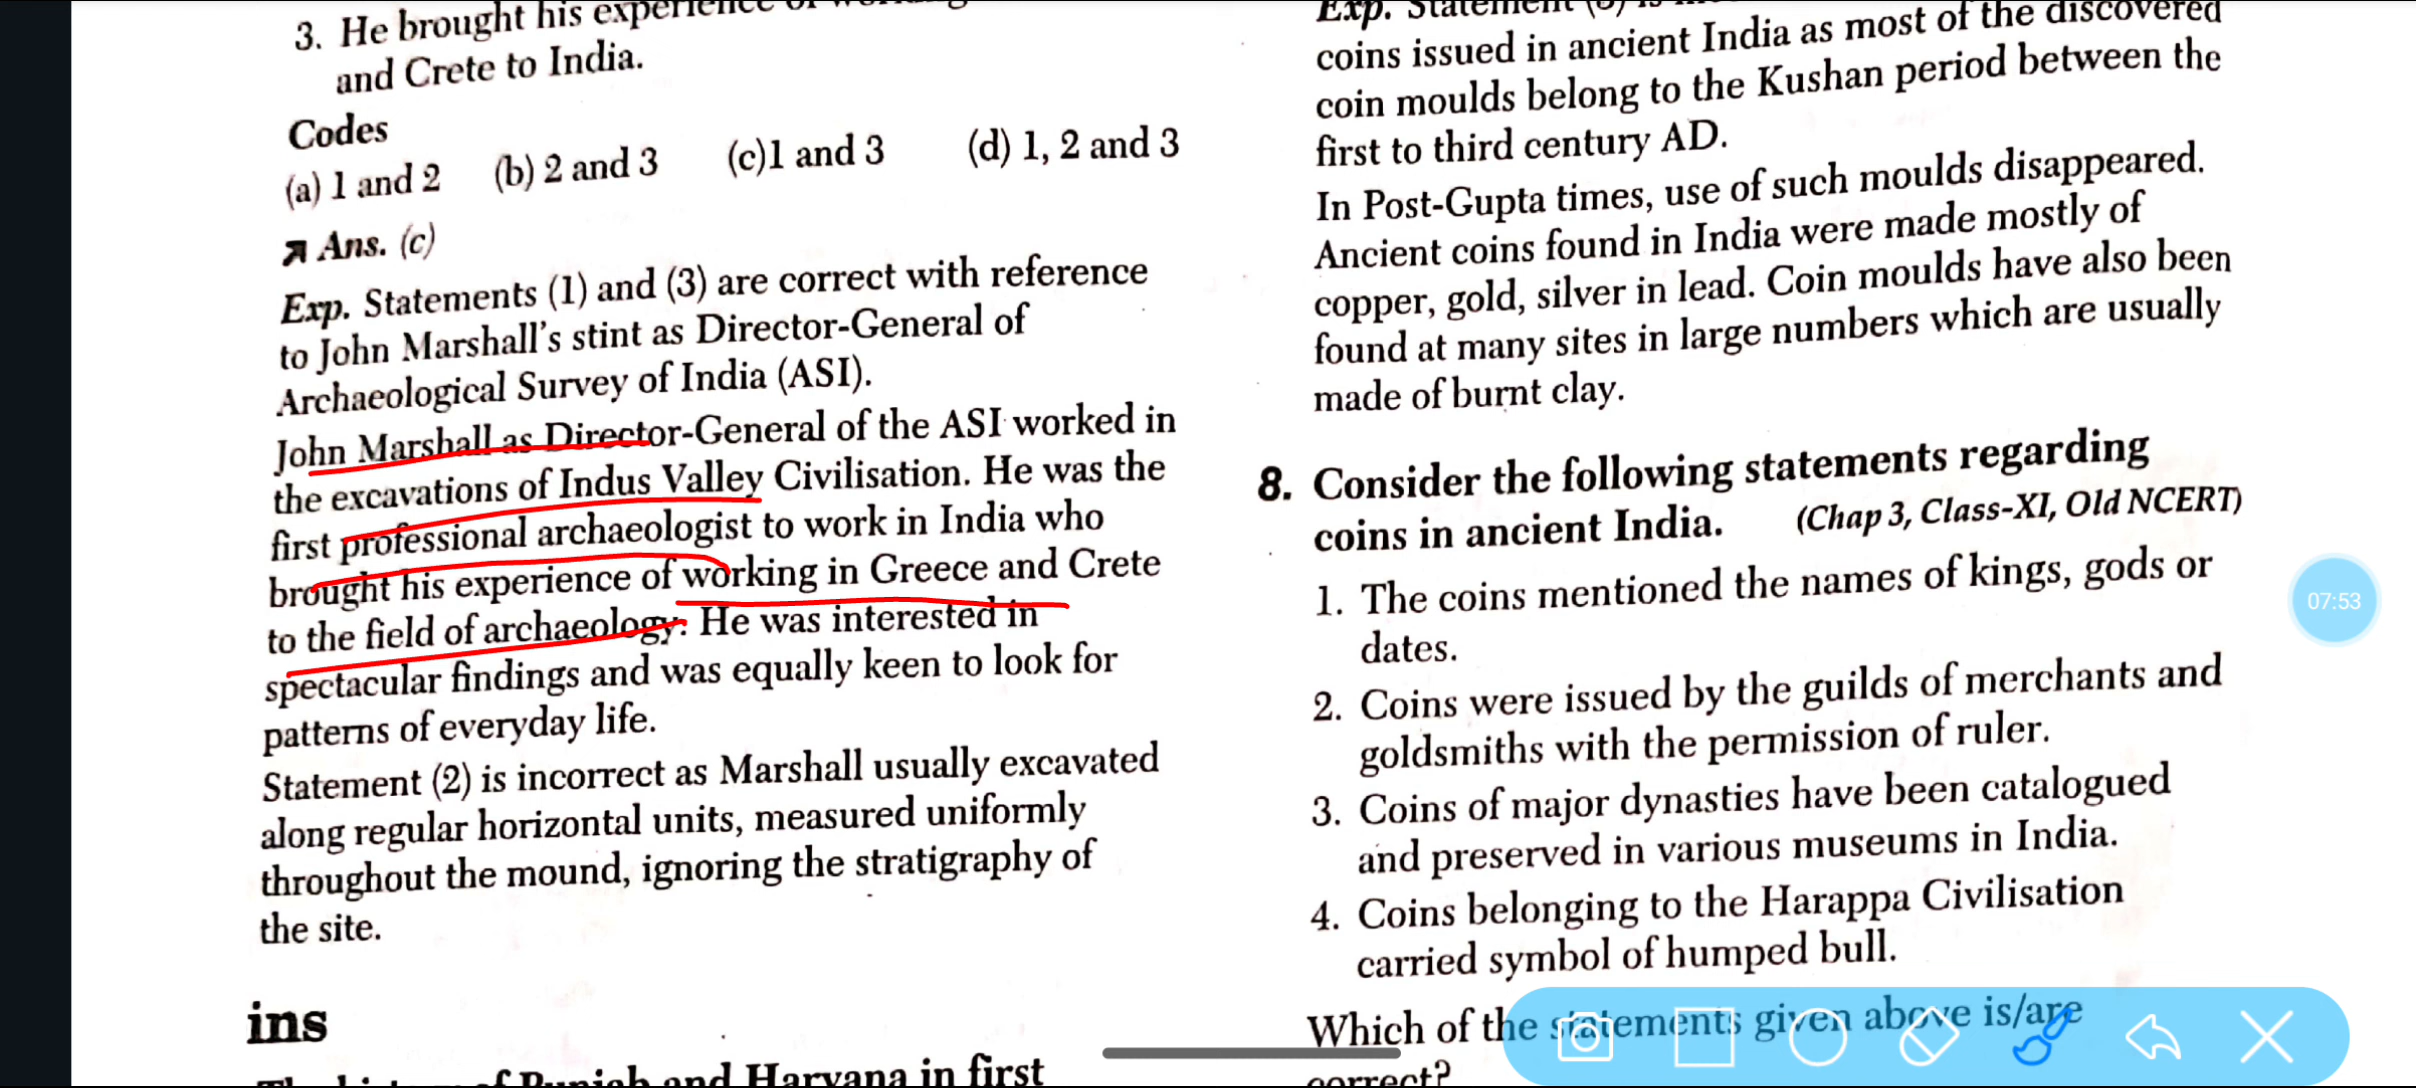 3. He brought his experience of
and Crete to India.
Codes
(a) 1 and 2 (b) 2 and 3 (c)1 and 3 (d) 1, 2 and 3
Ans. (c)
Exp. Statements (1) and (3) are correct with reference
to John Marshall's stint as Director-General of
Archaeological Survey of India (ASI).
John Marshall as Director-General of the ASI worked in
the excavations of Indus Valley Civilisation. He was the
first professional archaeologist to work in India who
brought his experience of working in Greece and Crete
to the field of archaeology. He was interested in
spectacular findings and was equally keen to look for
patterns of everyday life.
Statement (2) is incorrect as Marshall usually excavated
along regular horizontal units, measured uniformly
throughout the mound, ignoring the stratigraphy of
the site.
ins
of Punjab and Haryana in first
Exp. Statement
coins issued in ancient India as most of the discovered
coin moulds belong to the Kushan period between the
first to third century AD.
In Post-Gupta times, use of such moulds disappeared.
Ancient coins found in India were made mostly of
copper, gold, silver in lead. Coin moulds have also been
found at many sites in large numbers which are usually
made of burnt clay.
8. Consider the following statements regarding
coins in ancient India. (Chap 3, Class-XI, Old NCERT)
1. The coins mentioned the names of kings, gods or
dates.
2. Coins were issued by the guilds of merchants and
goldsmiths with the permission of ruler.
3. Coins of major dynasties have been catalogued
and preserved in various museums in India.
4. Coins belonging to the Harappa Civilisation
carried symbol of humped bull.
Which of the statements given above is/are
correct?
07:53